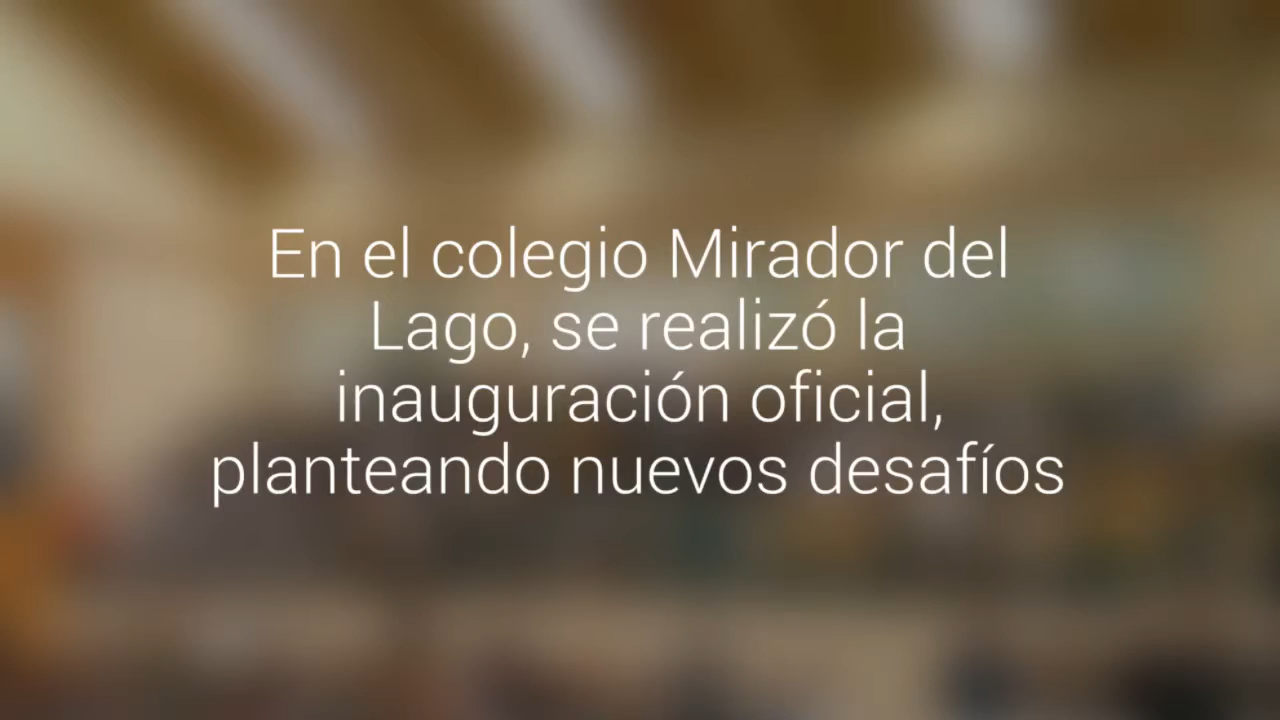 En el colegio Mirador del
Lago, se realizó la
inauguración oficial,
planteando nuevos desafíos